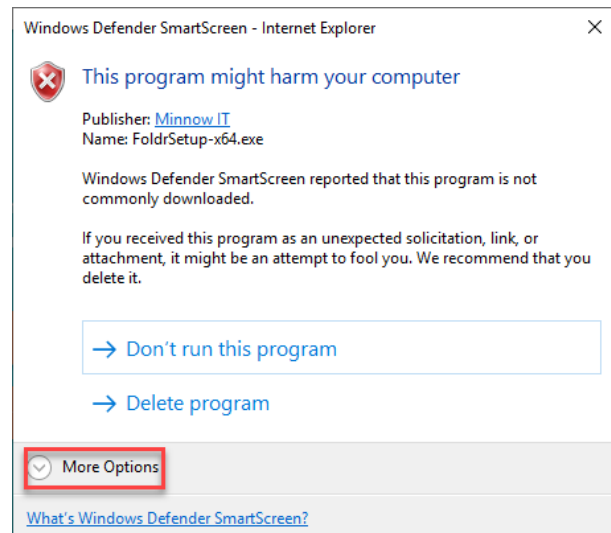 Windows Defender SmartScreen - Internet Explorer
This program might harm your computer
Publisher: Minnow IT
Name: FoldrSetup-x64.exe
Windows Defender SmartScreen reported that this program is not
commonly downloaded.
If you received this program as an unexpected solicitation, link, or
attachment, it might be an attempt to fool you. We recommend that you
delete it.
Don't run this program
Delete program
More Options
What's Windows Defender SmartScreen?